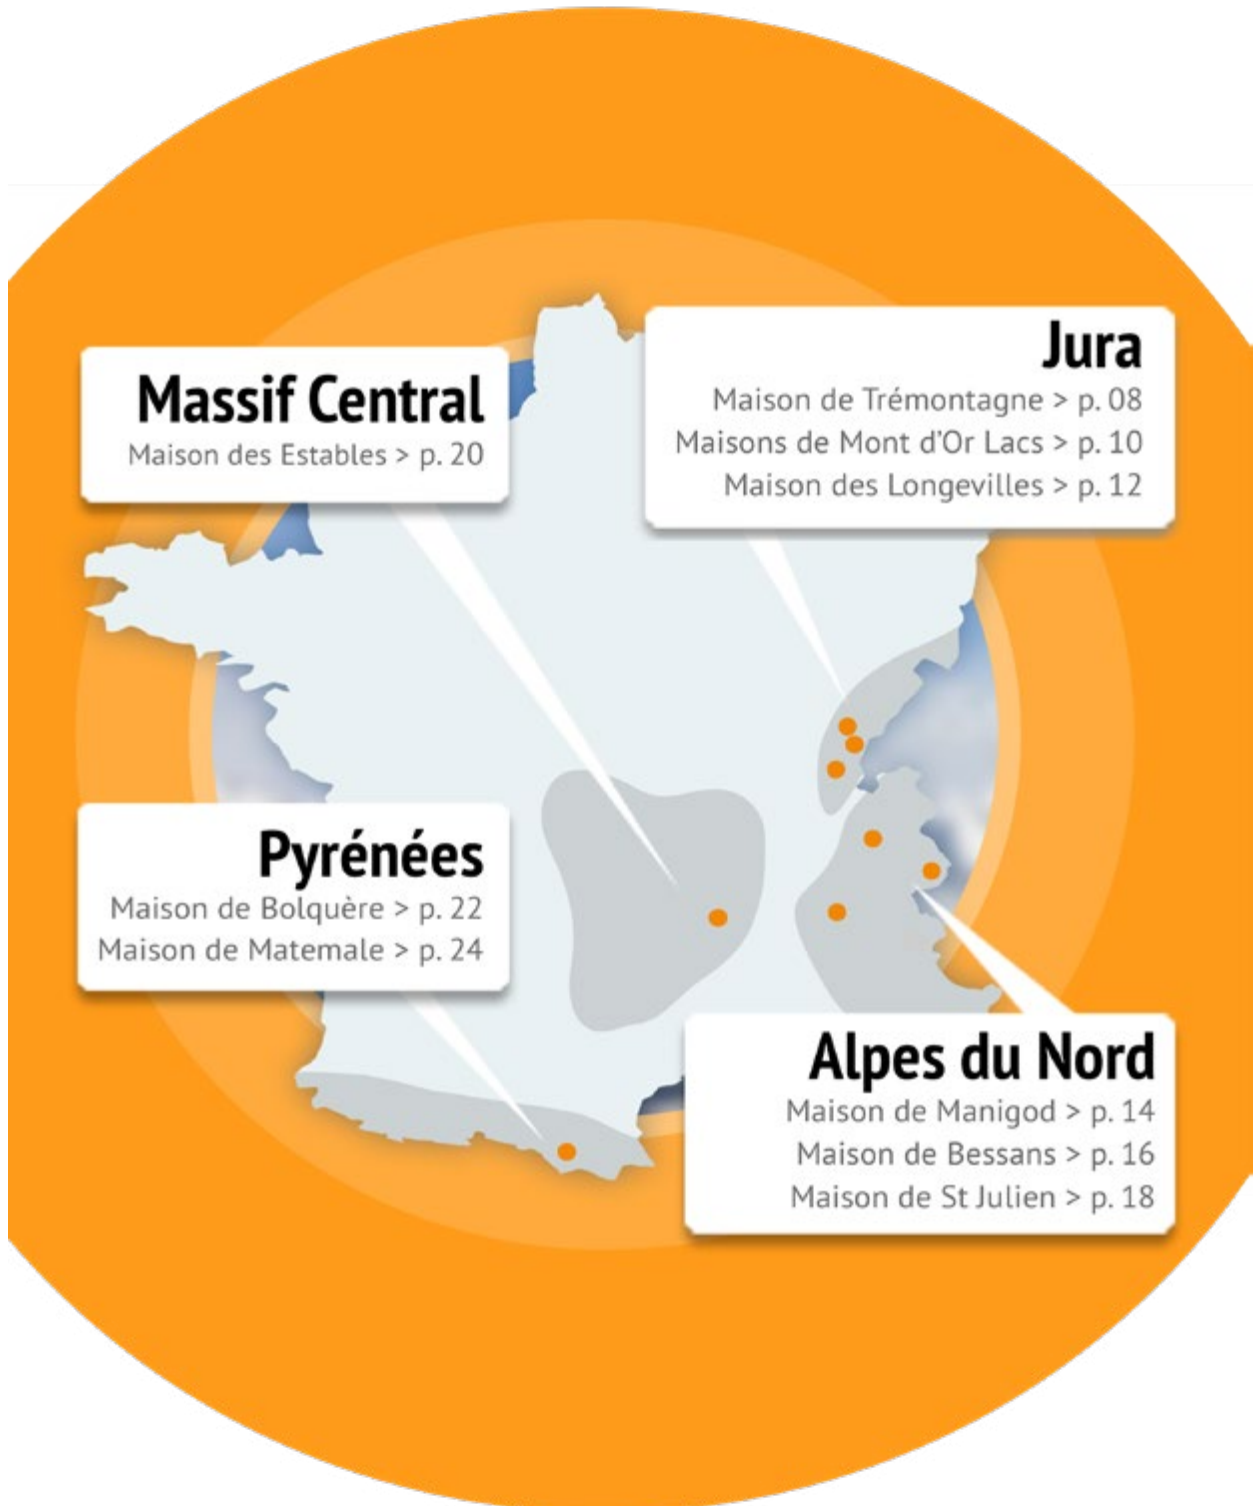 Massif Central
Maison des Estables > p. 20
Jura
Maison de Trémontagne > p. 08
Maisons de Mont d'Or Lacs > p. 10
Maison des Longevilles > p. 12
Pyrénées
Maison de Bolquère > p. 22
Maison de Matemale > p. 24
Alpes du Nord
Maison de Manigod > p. 14
Maison de Bessans > p. 16
Maison de St Julien > p. 18